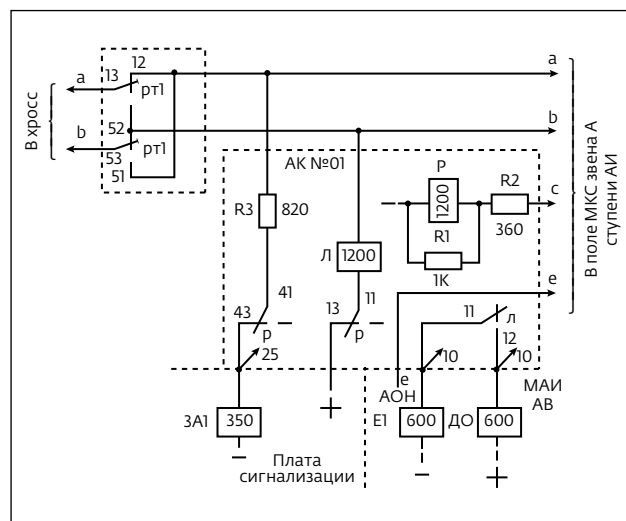 12
a
13
рт1
a
В кросс
52
b
b
53
рт1
51
АК №01
Р
1200
R2
c
360
R1
1К
R3
820
Л
1200
41
11
e
43
р
25
13
р
11
л
12
10
10
e
АОН
МАИ
АВ
ЗА1
350
Е1
600
ДО
600
Плата
сигнализации
В поле МКС звена А
ступени АИ